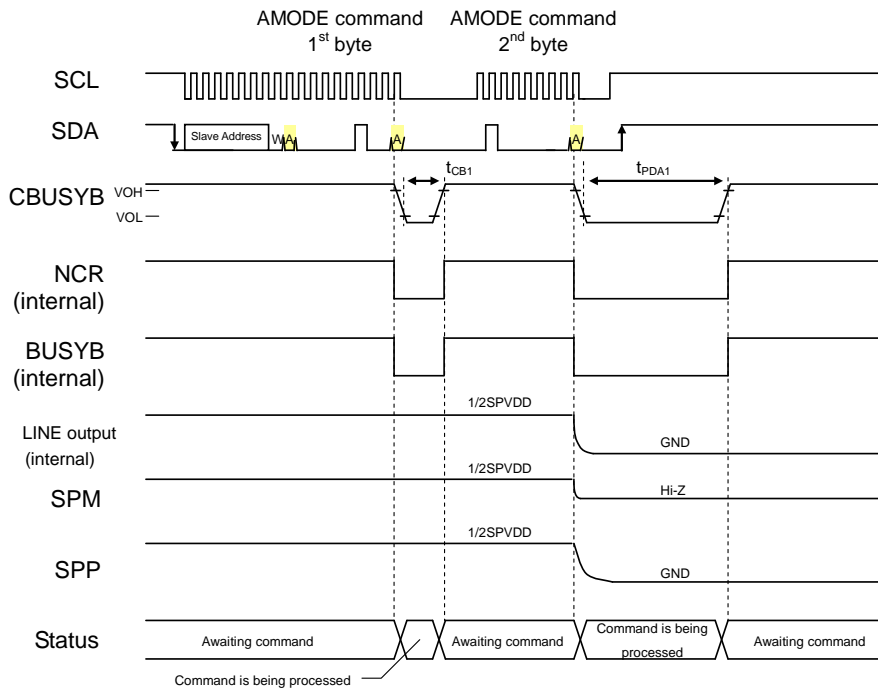 AMODE command
1st byte
AMODE command
2nd byte
SCL
SDA
Slave Address
W
A
A
A
tCB1
tPDA1
CBUSYB
VOH
VOL
NCR
(internal)
BUSYB
(internal)
1/2SPVDD
LINE output
(internal)
GND
1/2SPVDD
SPM
Hi-Z
1/2SPVDD
SPP
GND
Status
Awaiting command
Awaiting command
Command is being
processed
Awaiting command
Command is being processed